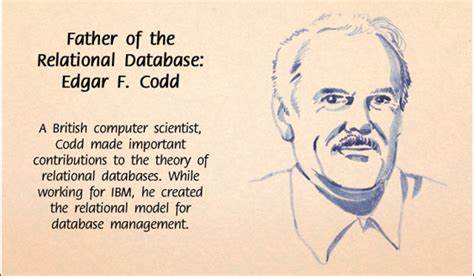 Father of the
Relational Database:
Edgar F. Codd
A British computer scientist,
Codd made important
contributions to the theory of
relational databases. While
working for IBM, he created
the relational model for
database management.